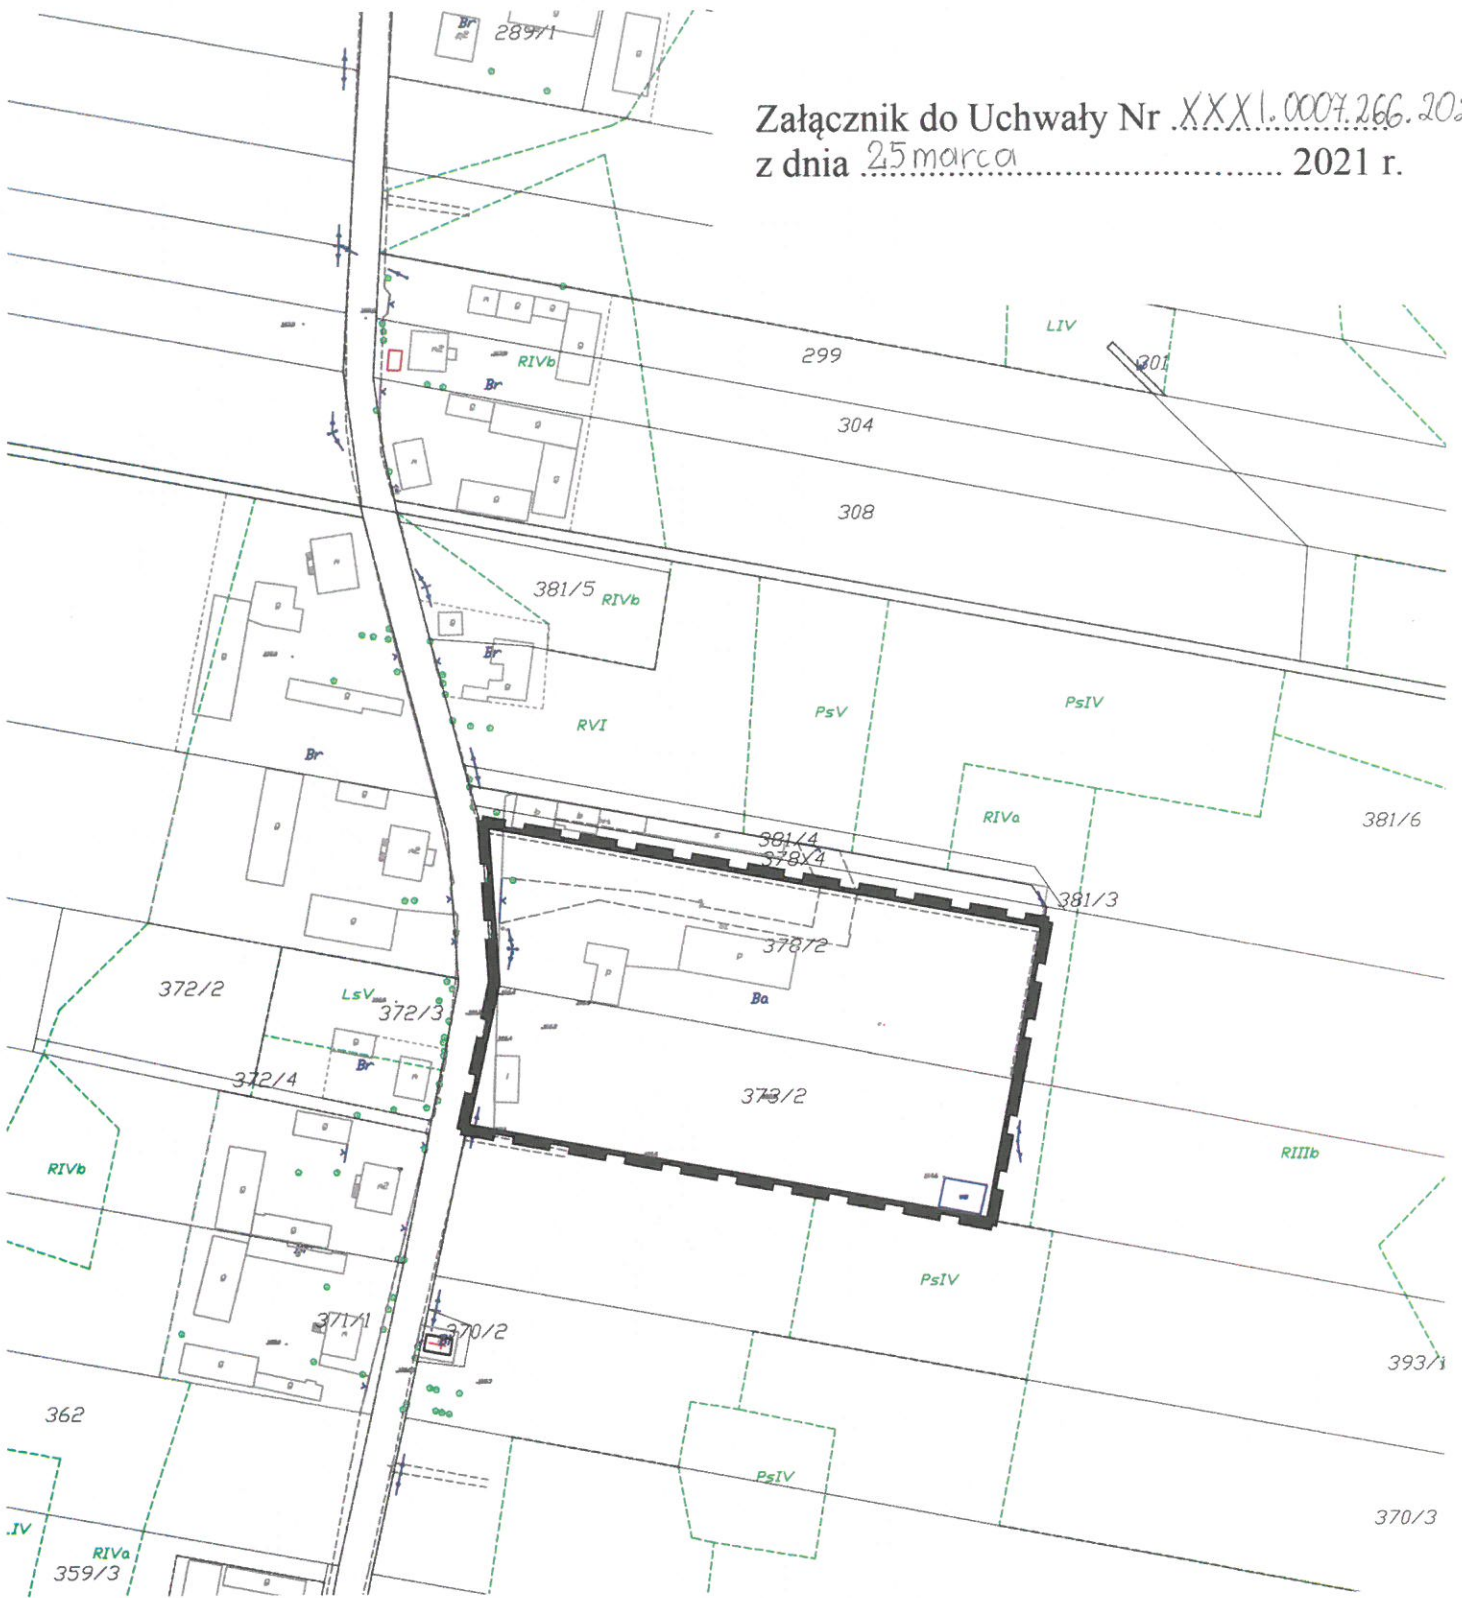 Br
289/1
Załącznik do Uchwały Nr XXXI.0007.266.202
z dnia 25 marca 2021 r.
LIV
299
301
RIVb
Br
304
308
381/5 RIVb
Br
PsV
PsIV
RVI
Br
RIVa
381/6
381/4
378/4
381/3
378/2
372/2
LsV
372/3
Ba
Br
372/4
373/2
RIVb
RIIIb
PsIV
371/1
370/2
393/1
362
PsIV
370/3
RIVa
359/3